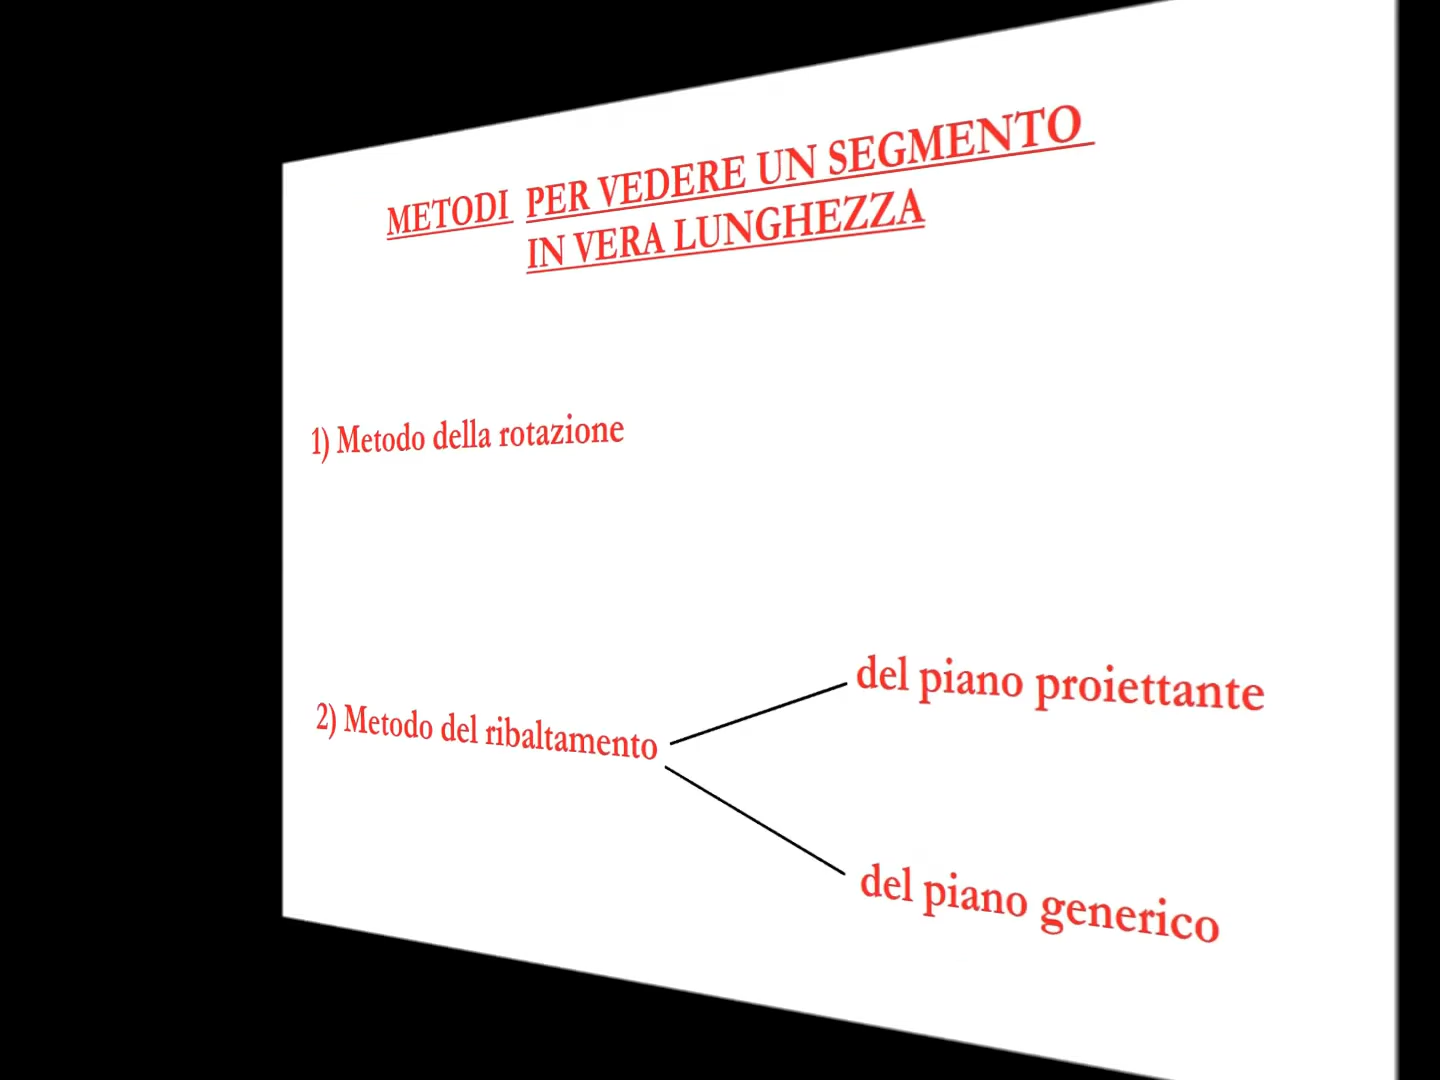 METODI PER VEDERE UN SEGMENTO
IN VERA LUNGHEZZA
1) Metodo della rotazione
2) Metodo del ribaltamento
del piano proiettante
del piano generico